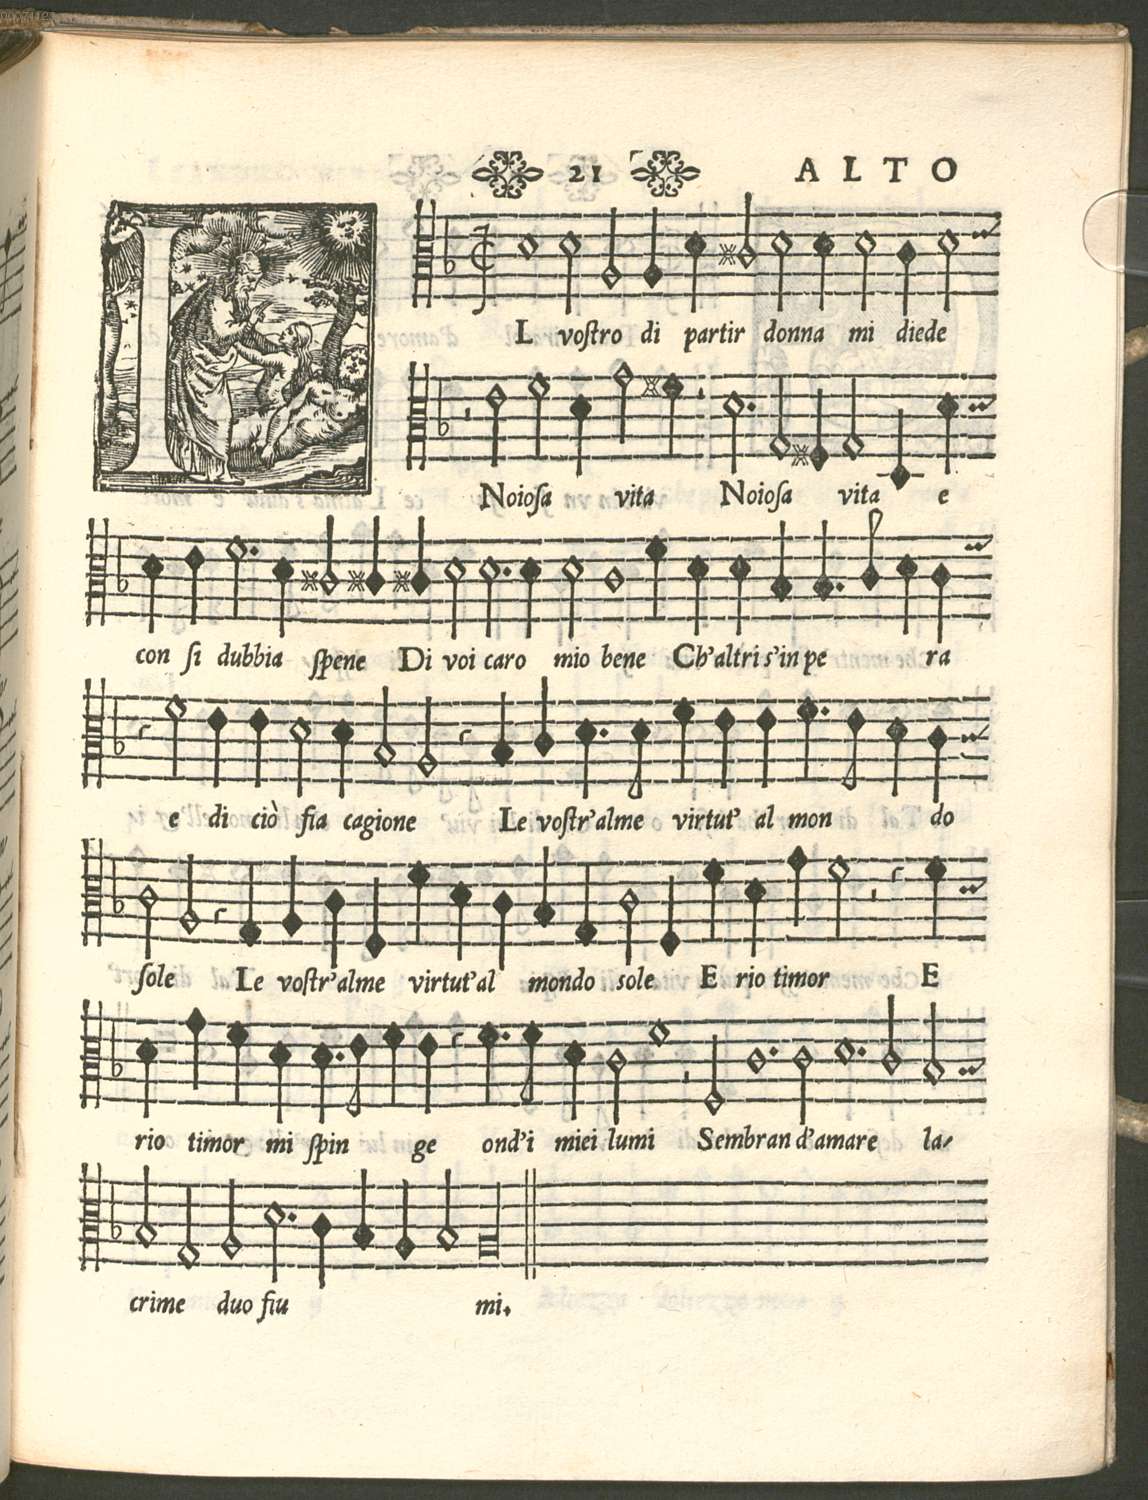 21 ALTO
IL vostro di partir donna mi diede
Noiosa vita Noiosa vita e
con si dubbia spene Di voi caro mio bene Ch'altri s'in pe ra
e di ciò fia cagione Le vostr'alme virtut' al mon do
sole Le vostr'alme virtut'al mondo sole E rio timor E
rio timor mi spin ge ond'i miei lumi Sembran d'amare la-
crime duo fiu mi.